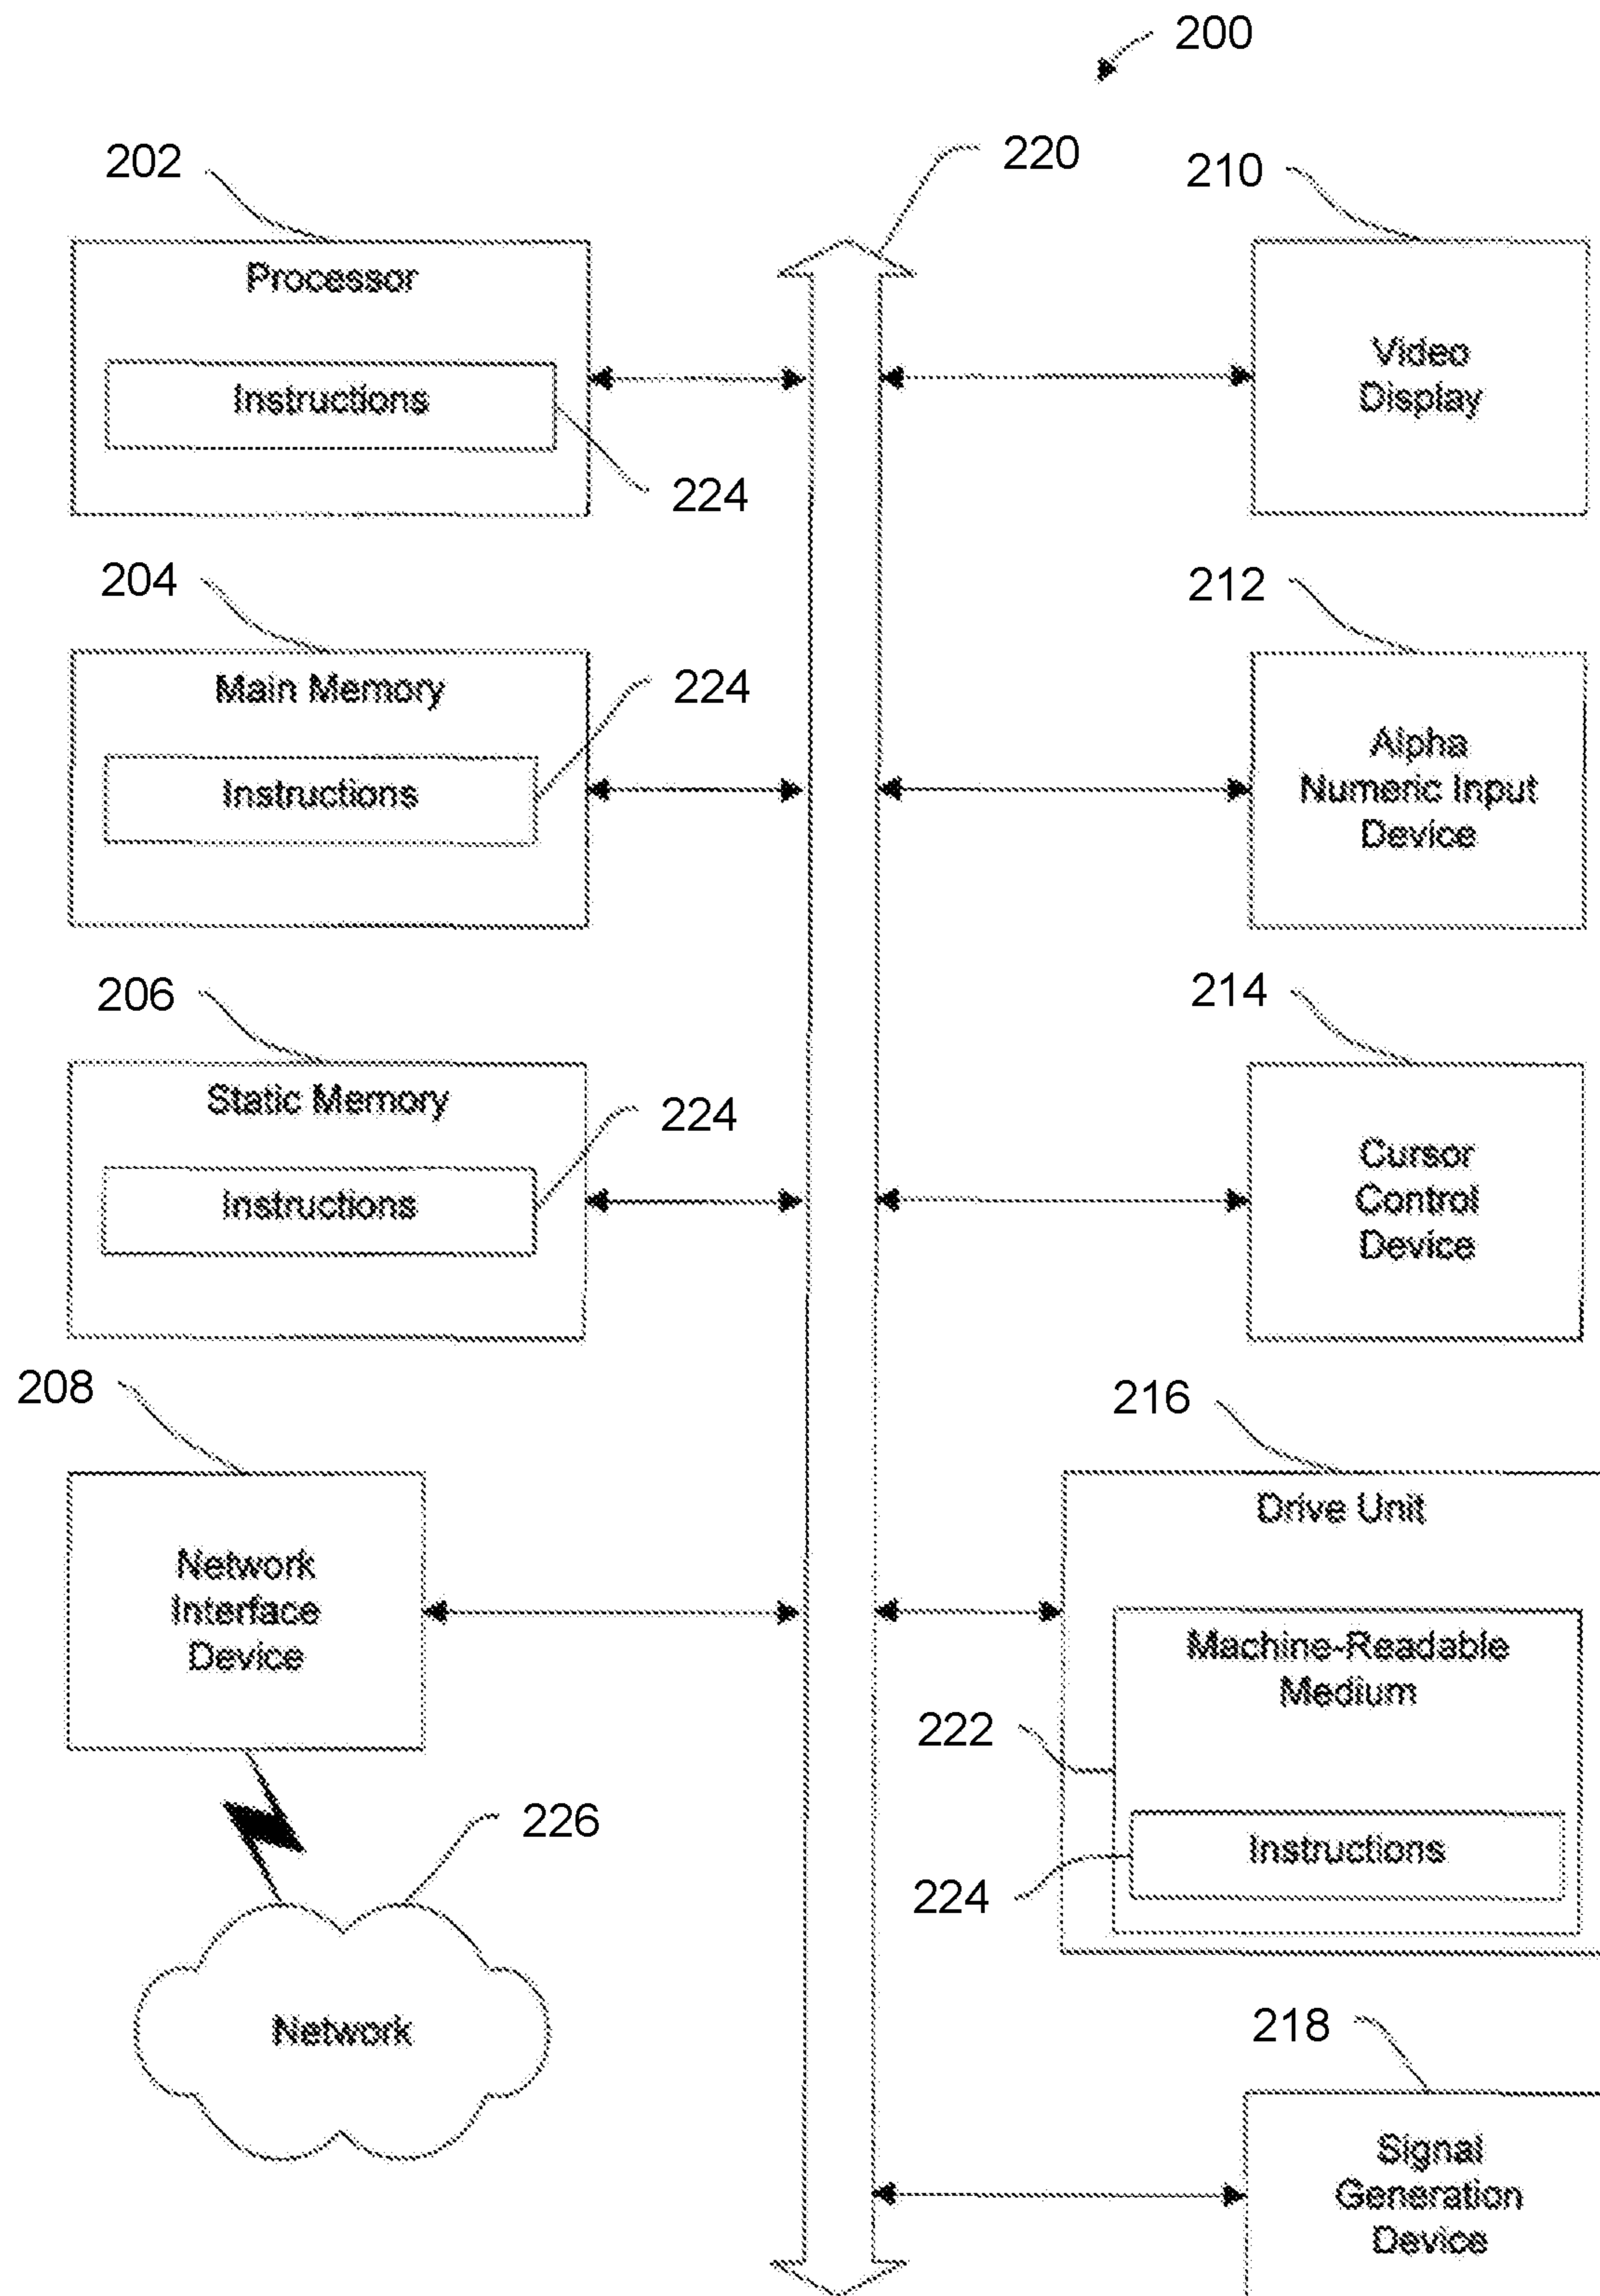 200
202
220
210
Processor
Instructions
224
Video
Display
204
212
Main Memory
224
Instructions
Alpha
Numeric Input
Device
206
214
Static Memory
224
Instructions
Cursor
Control
Device
208
216
Network
Interface
Device
Drive Unit
Machine-Readable
Medium
222
Instructions
224
226
Network
218
Signal
Generation
Device